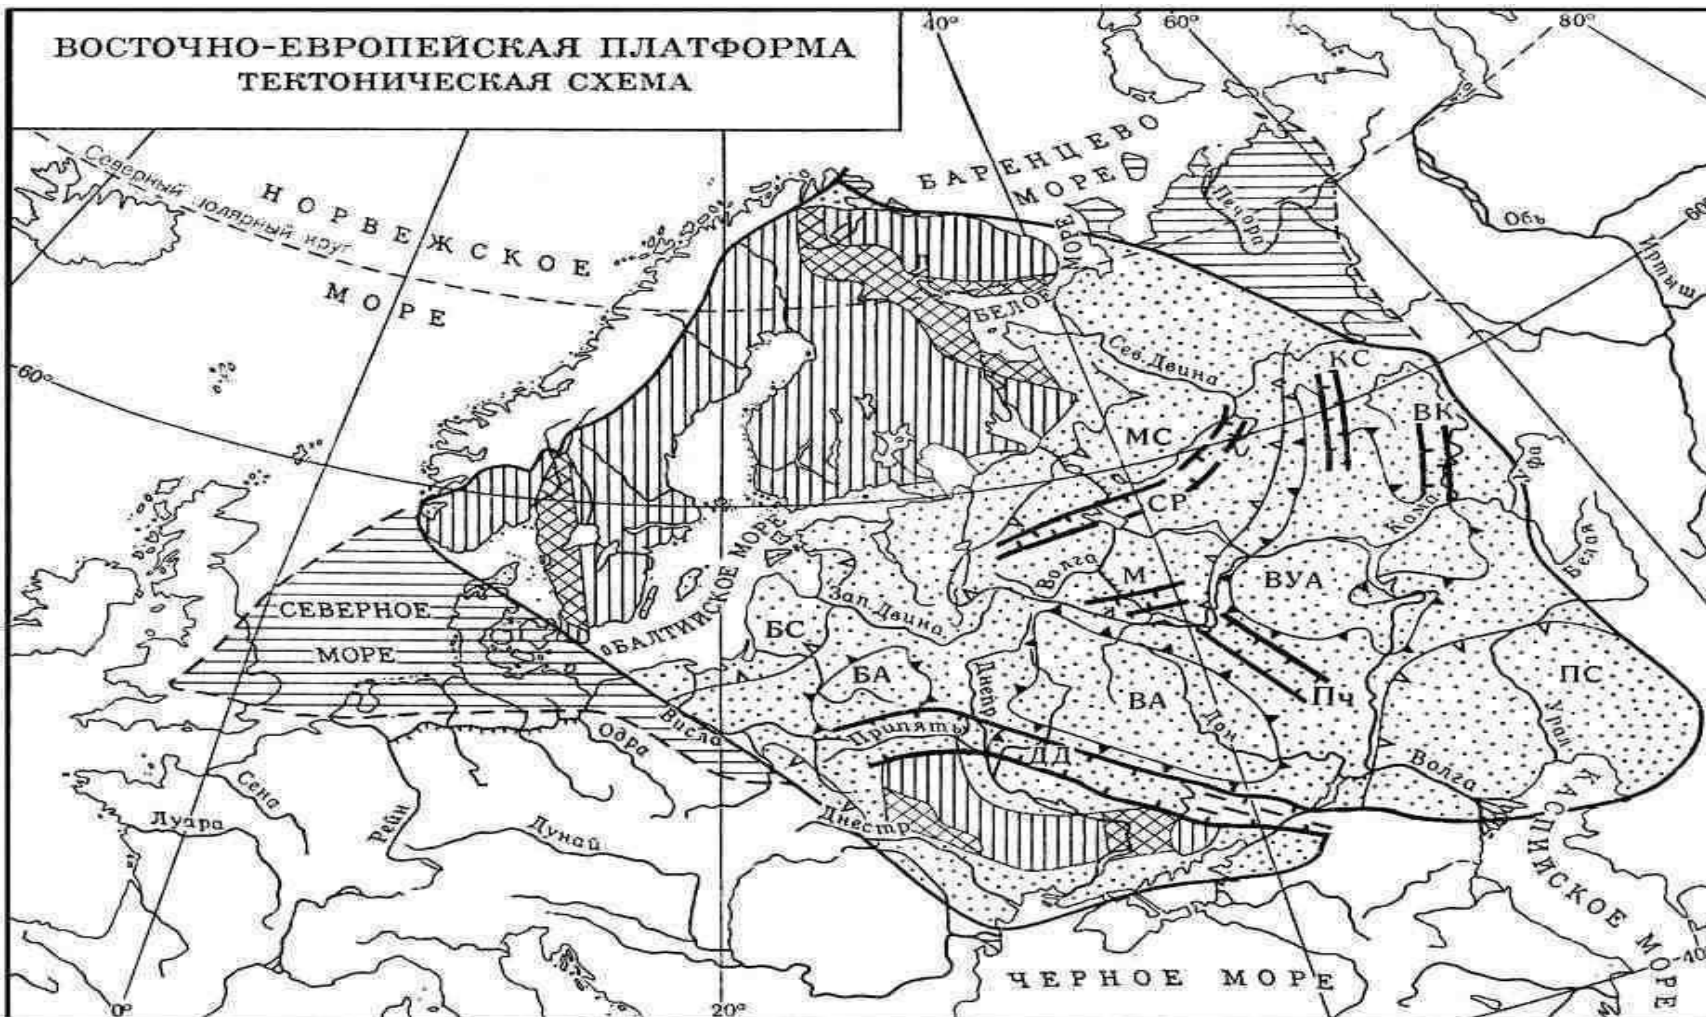 ВОСТОЧНО-ЕВРОПЕЙСКАЯ ПЛАТФОРМА
ТЕКТОНИЧЕСКАЯ СХЕМА
40°
60°
80°
Северный полярный круг
НОРВЕЖСКОЕ
МОРЕ
БАРЕНЦЕВО
МОРЕ
Печора
Обь
60°
Иртыш
МОРЕ
БЕЛОЕ
Сев. Двина
60°
КС
ВК
МС
Уфа
СР
Кама
Белая
Волга
М
ВУА
СЕВЕРНОЕ
МОРЕ
БАЛТИЙСКОЕ МОРЕ
Зап. Двина
БС
БА
Днепр
ВА
Дон
Пч
ПС
Урал
Висла
Одра
Припять
ДД
Волга
Сена
Луара
Рейн
Дунай
Днестр
КАСПИЙСКОЕ МОРЕ
ЧЕРНОЕ МОРЕ
40°
0°
20°